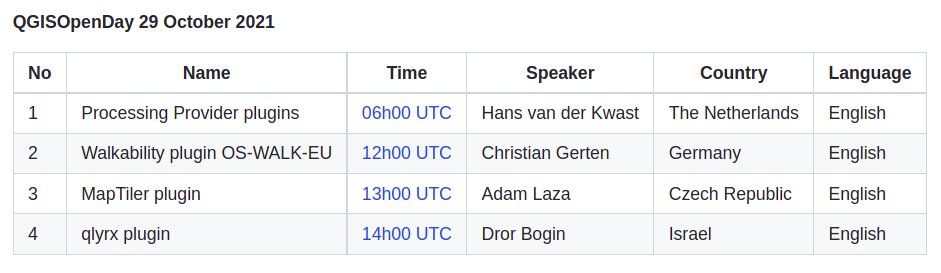 QGISOpenDay 29 October 2021
No Name Time Speaker Country Language
1 Processing Provider plugins 06h00 UTC Hans van der Kwast The Netherlands English
2 Walkability plugin OS-WALK-EU 12h00 UTC Christian Gerten Germany English
3 MapTiler plugin 13h00 UTC Adam Laza Czech Republic English
4 qlyrx plugin 14h00 UTC Dror Bogin Israel English